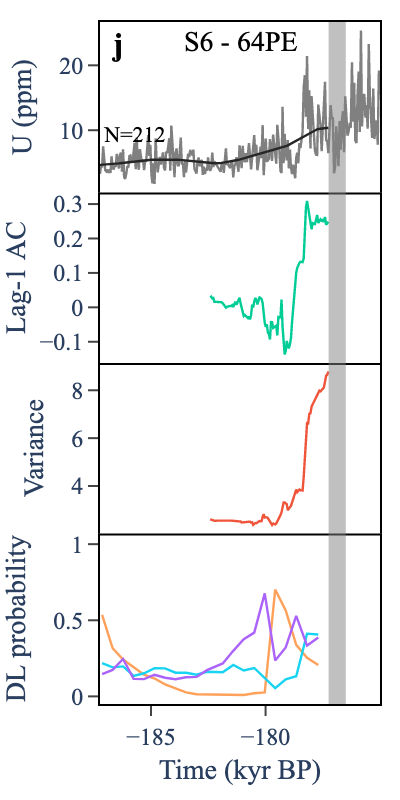 j S6 - 64PE
U (ppm)
20
10
N=212
Lag-1 AC
0.3
0.2
0.1
0
−0.1
Variance
8
6
4
DL probability
1
0.5
0
−185 −180
Time (kyr BP)